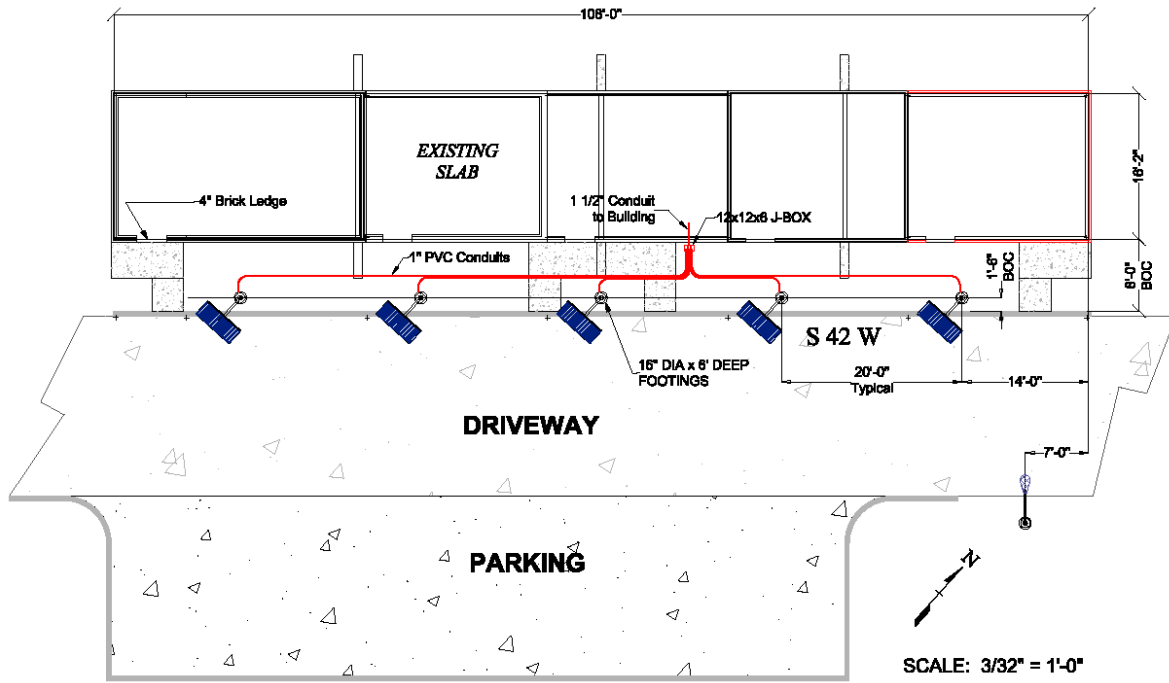 108'-0"
EXISTING
SLAB
4" Brick Ledge
1 1/2" Conduit
to Building
12x12x6 J-BOX
16'-2"
1" PVC Conduits
1'-6"
BOC
6'-0"
BOC
S 42 W
16" DIA x 6' DEEP
FOOTINGS
20'-0"
Typical
14'-0"
DRIVEWAY
7'-0"
PARKING
N
SCALE: 3/32" = 1'-0"